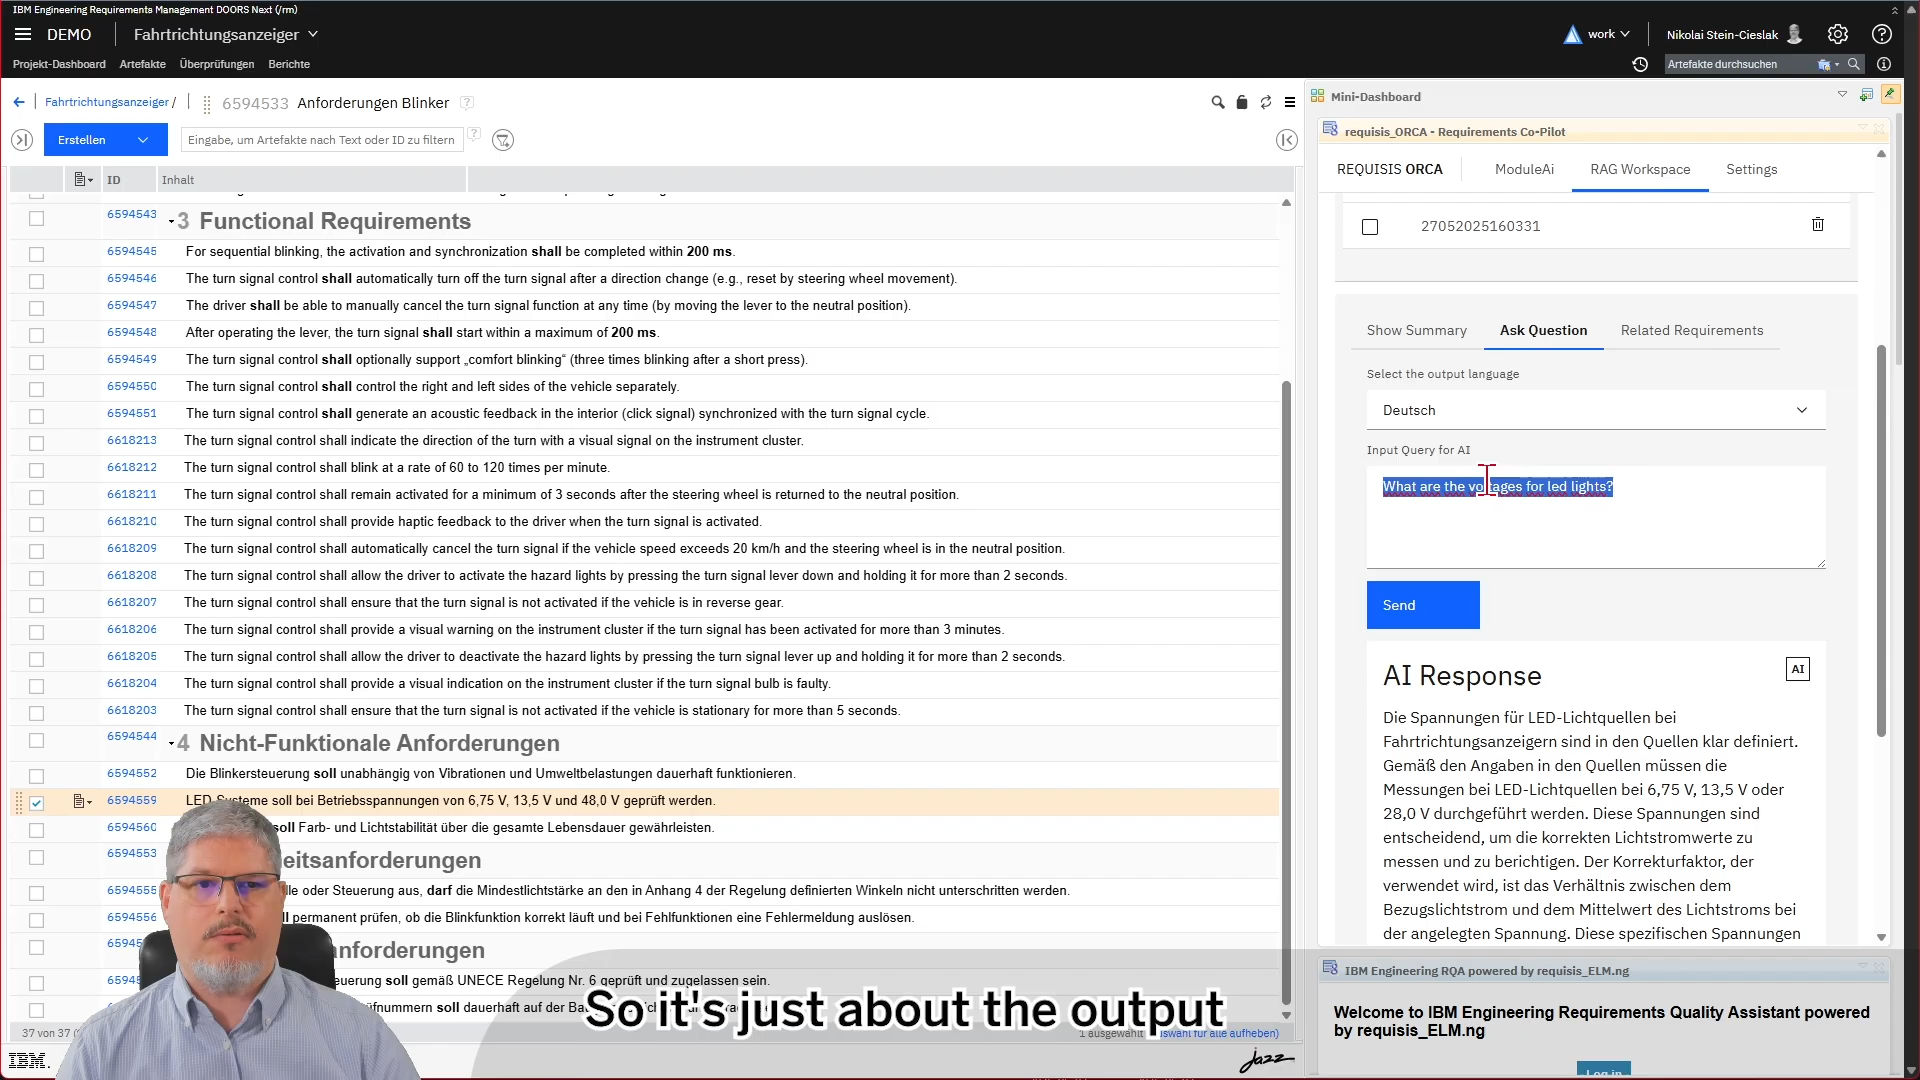 IBM Engineering Requirements Management DOORS Next (/rm)
DEMO
Fahrtrichtungsanzeiger
work
Nikolai Stein-Cieslak
Projekt-Dashboard
Artefakte
Überprüfungen
Berichte
Artefakte durchsuchen
Fahrtrichtungsanzeiger /
6594533 Anforderungen Blinker
Erstellen
Eingabe, um Artefakte nach Text oder ID zu filtern
ID
Inhalt
6594543 3 Functional Requirements
6594545 For sequential blinking, the activation and synchronization shall be completed within 200 ms.
6594546 The turn signal control shall automatically turn off the turn signal after a direction change (e.g., reset by steering wheel movement).
6594547 The driver shall be able to manually cancel the turn signal function at any time (by moving the lever to the neutral position).
6594548 After operating the lever, the turn signal shall start within a maximum of 200 ms.
6594549 The turn signal control shall optionally support „comfort blinking“ (three times blinking after a short press).
6594550 The turn signal control shall control the right and left sides of the vehicle separately.
6594551 The turn signal control shall generate an acoustic feedback in the interior (click signal) synchronized with the turn signal cycle.
6618213 The turn signal control shall indicate the direction of the turn with a visual signal on the instrument cluster.
6618212 The turn signal control shall blink at a rate of 60 to 120 times per minute.
6618211 The turn signal control shall remain activated for a minimum of 3 seconds after the steering wheel is returned to the neutral position.
6618210 The turn signal control shall provide haptic feedback to the driver when the turn signal is activated.
6618209 The turn signal control shall automatically cancel the turn signal if the vehicle speed exceeds 20 km/h and the steering wheel is in the neutral position.
6618208 The turn signal control shall allow the driver to activate the hazard lights by pressing the turn signal lever down and holding it for more than 2 seconds.
6618207 The turn signal control shall ensure that the turn signal is not activated if the vehicle is in reverse gear.
6618206 The turn signal control shall provide a visual warning on the instrument cluster if the turn signal has been activated for more than 3 minutes.
6618205 The turn signal control shall allow the driver to deactivate the hazard lights by pressing the turn signal lever up and holding it for more than 2 seconds.
6618204 The turn signal control shall provide a visual indication on the instrument cluster if the turn signal bulb is faulty.
6618203 The turn signal control shall ensure that the turn signal is not activated if the vehicle is stationary for more than 5 seconds.
6594544 4 Nicht-Funktionale Anforderungen
6594552 Die Blinkersteuerung soll unabhängig von Vibrationen und Umweltbelastungen dauerhaft funktionieren.
6594559 LED Systeme soll bei Betriebsspannungen von 6,75 V, 13,5 V und 48,0 V geprüft werden.
6594560 soll Farb- und Lichtstabilität über die gesamte Lebensdauer gewährleisten.
6594553 eitsanforderungen
659455 lle oder Steuerung aus, darf die Mindestlichtstärke an den in Anhang 4 der Regelung definierten Winkeln nicht unterschritten werden.
659455 ll permanent prüfen, ob die Blinkfunktion korrekt läuft und bei Fehlfunktionen eine Fehlermeldung auslösen.
anforderungen
euerung soll gemäß UNECE Regelung Nr. 6 geprüft und zugelassen sein.
üfnummern soll dauerhaft auf der
37 von 37
1 ausgewählt
für alle aufheben)
IBM.
jazz
So it's just about the output
Mini-Dashboard
requisis_ORCA - Requirements Co-Pilot
REQUISIS ORCA
ModuleAi
RAG Workspace
Settings
27052025160331
Show Summary
Ask Question
Related Requirements
Select the output language
Deutsch
Input Query for AI
What are the voltages for led lights?
Send
AI Response
AI
Die Spannungen für LED-Lichtquellen bei
Fahrtrichtungsanzeigern sind in den Quellen klar definiert.
Gemäß den Angaben in den Quellen müssen die
Messungen bei LED-Lichtquellen bei 6,75 V, 13,5 V oder
28,0 V durchgeführt werden. Diese Spannungen sind
entscheidend, um die korrekten Lichtstromwerte zu
messen und zu berichtigen. Der Korrekturfaktor, der
verwendet wird, ist das Verhältnis zwischen dem
Bezugslichtstrom und dem Mittelwert des Lichtstroms bei
der angelegten Spannung. Diese spezifischen Spannungen
IBM Engineering RQA powered by requisis_ELM.ng
Welcome to IBM Engineering Requirements Quality Assistant powered
by requisis_ELM.ng
Log in